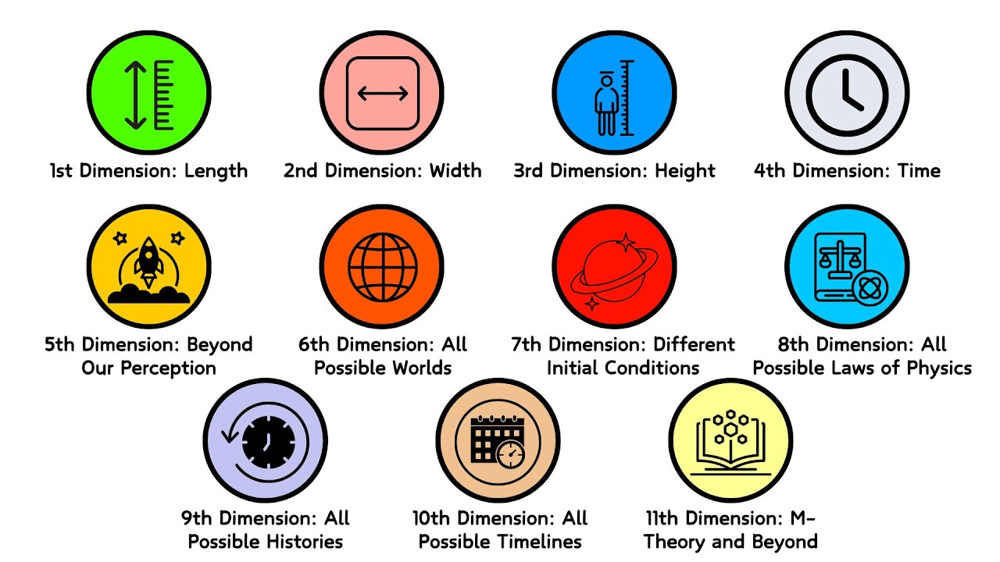 1st Dimension: Length
2nd Dimension: Width
3rd Dimension: Height
4th Dimension: Time
5th Dimension: Beyond
Our Perception
6th Dimension: All
Possible Worlds
7th Dimension: Different
Initial Conditions
8th Dimension: All
Possible Laws of Physics
9th Dimension: All
Possible Histories
10th Dimension: All
Possible Timelines
11th Dimension: M-
Theory and Beyond